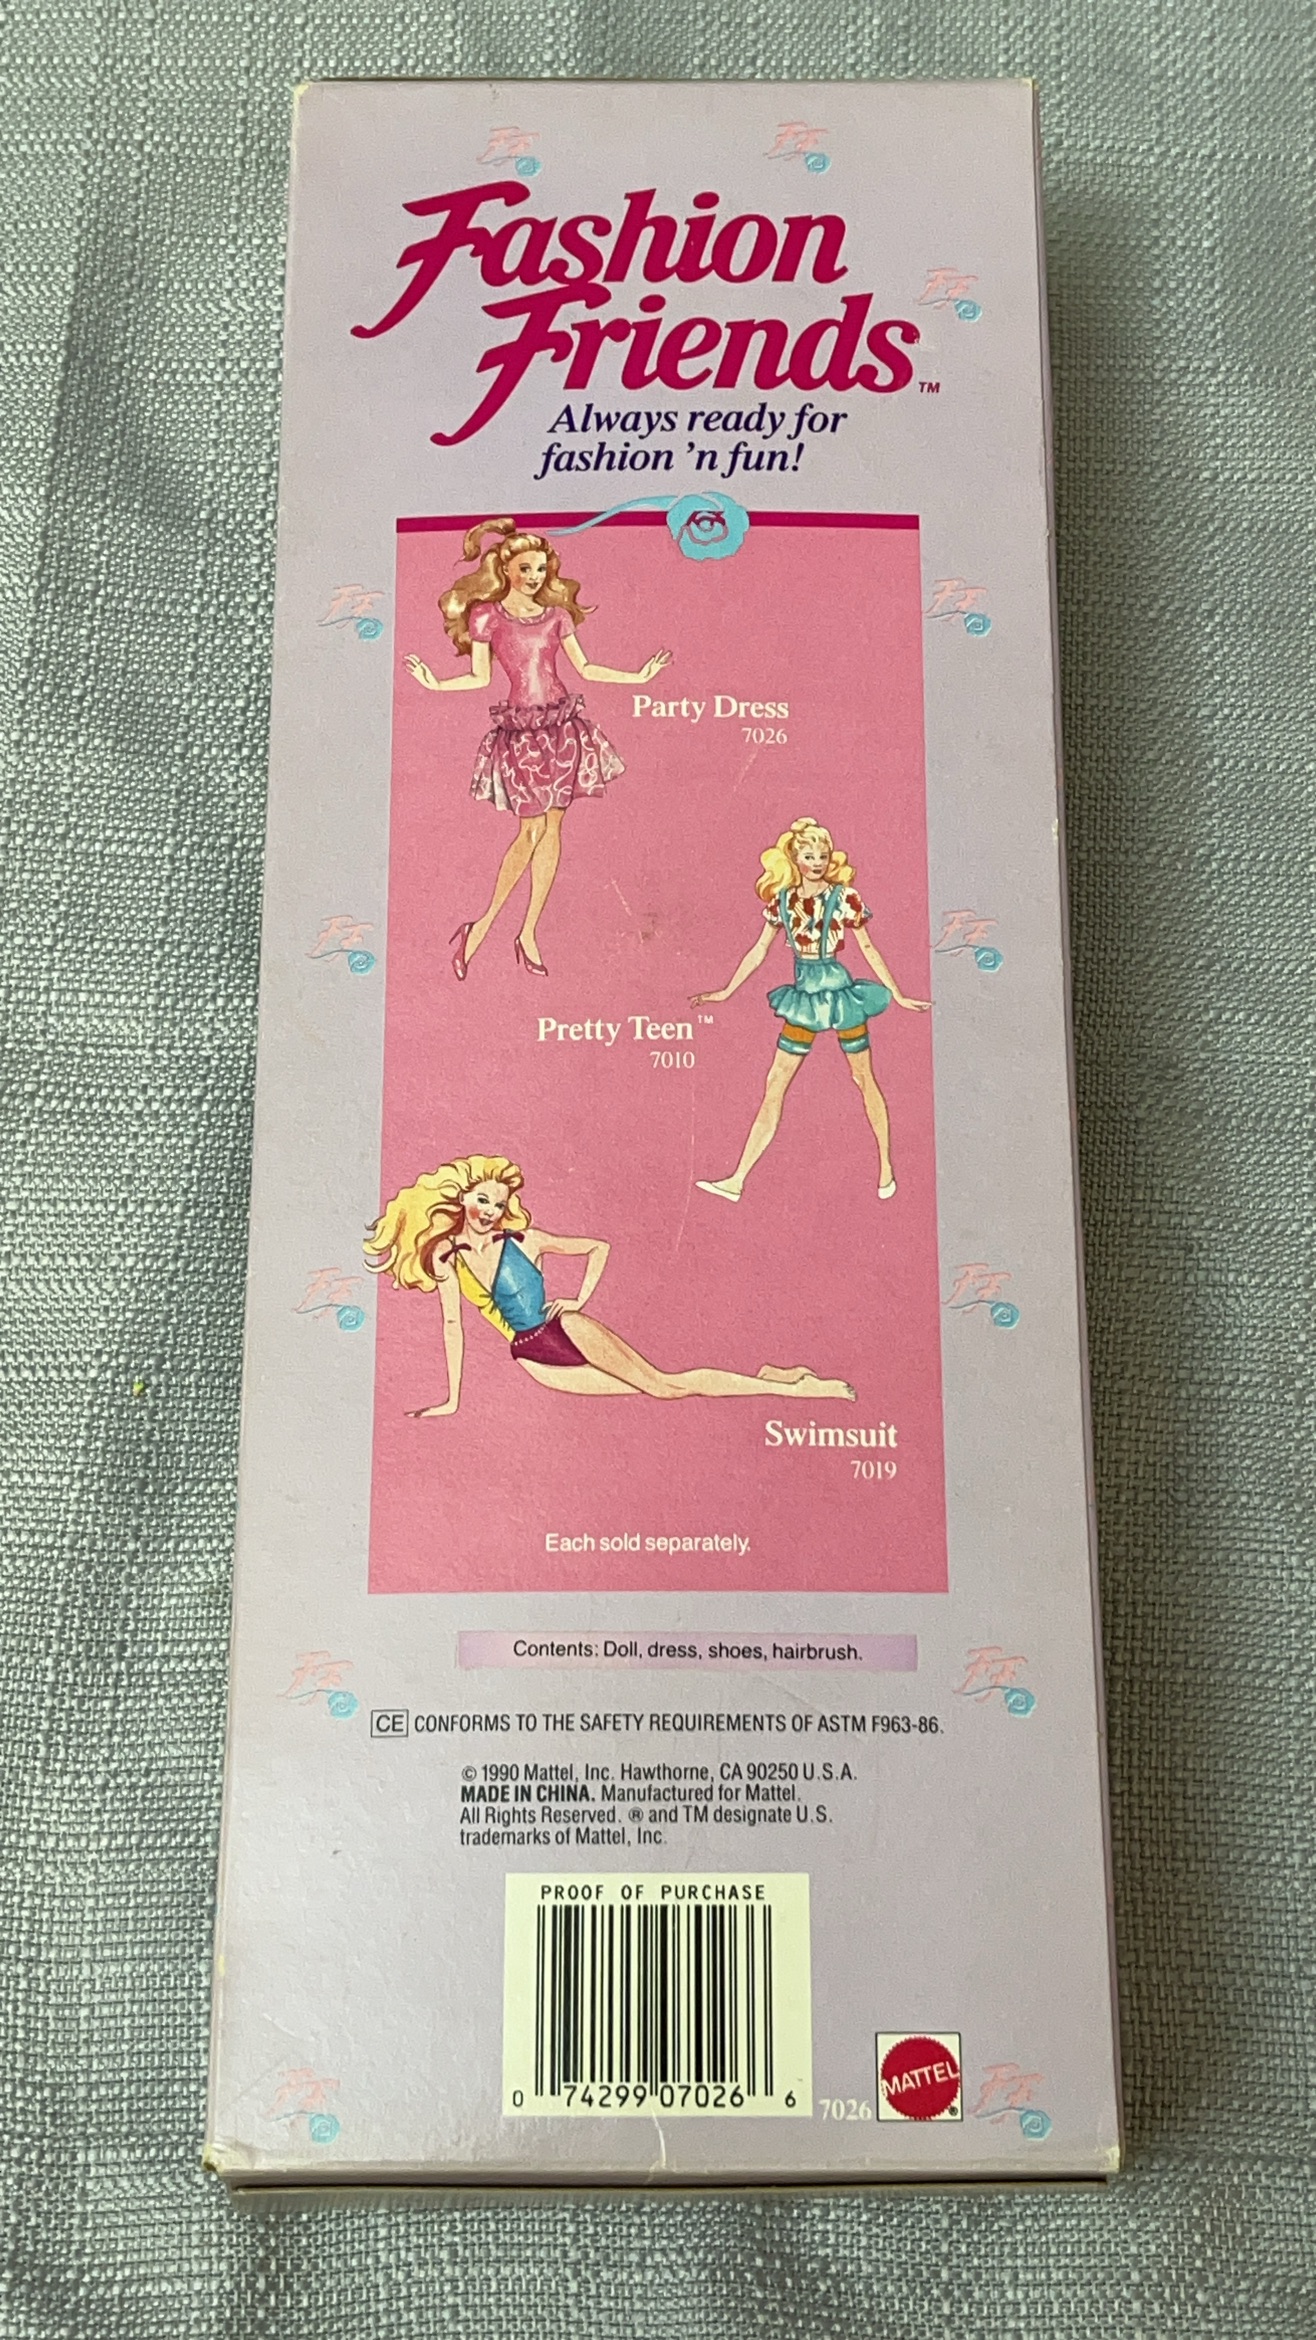 Fashion
Friends™
Always ready for
fashion 'n fun!
Party Dress
7026
Pretty Teen™
7010
Swimsuit
7019
Each sold separately.
Contents: Doll, dress, shoes, hairbrush.
CE CONFORMS TO THE SAFETY REQUIREMENTS OF ASTM F963-86.
© 1990 Mattel, Inc. Hawthorne, CA 90250 U.S.A.
MADE IN CHINA. Manufactured for Mattel.
All Rights Reserved. ® and TM designate U.S.
trademarks of Mattel, Inc.
PROOF OF PURCHASE
0 74299 07026 6
7026
MATTEL®